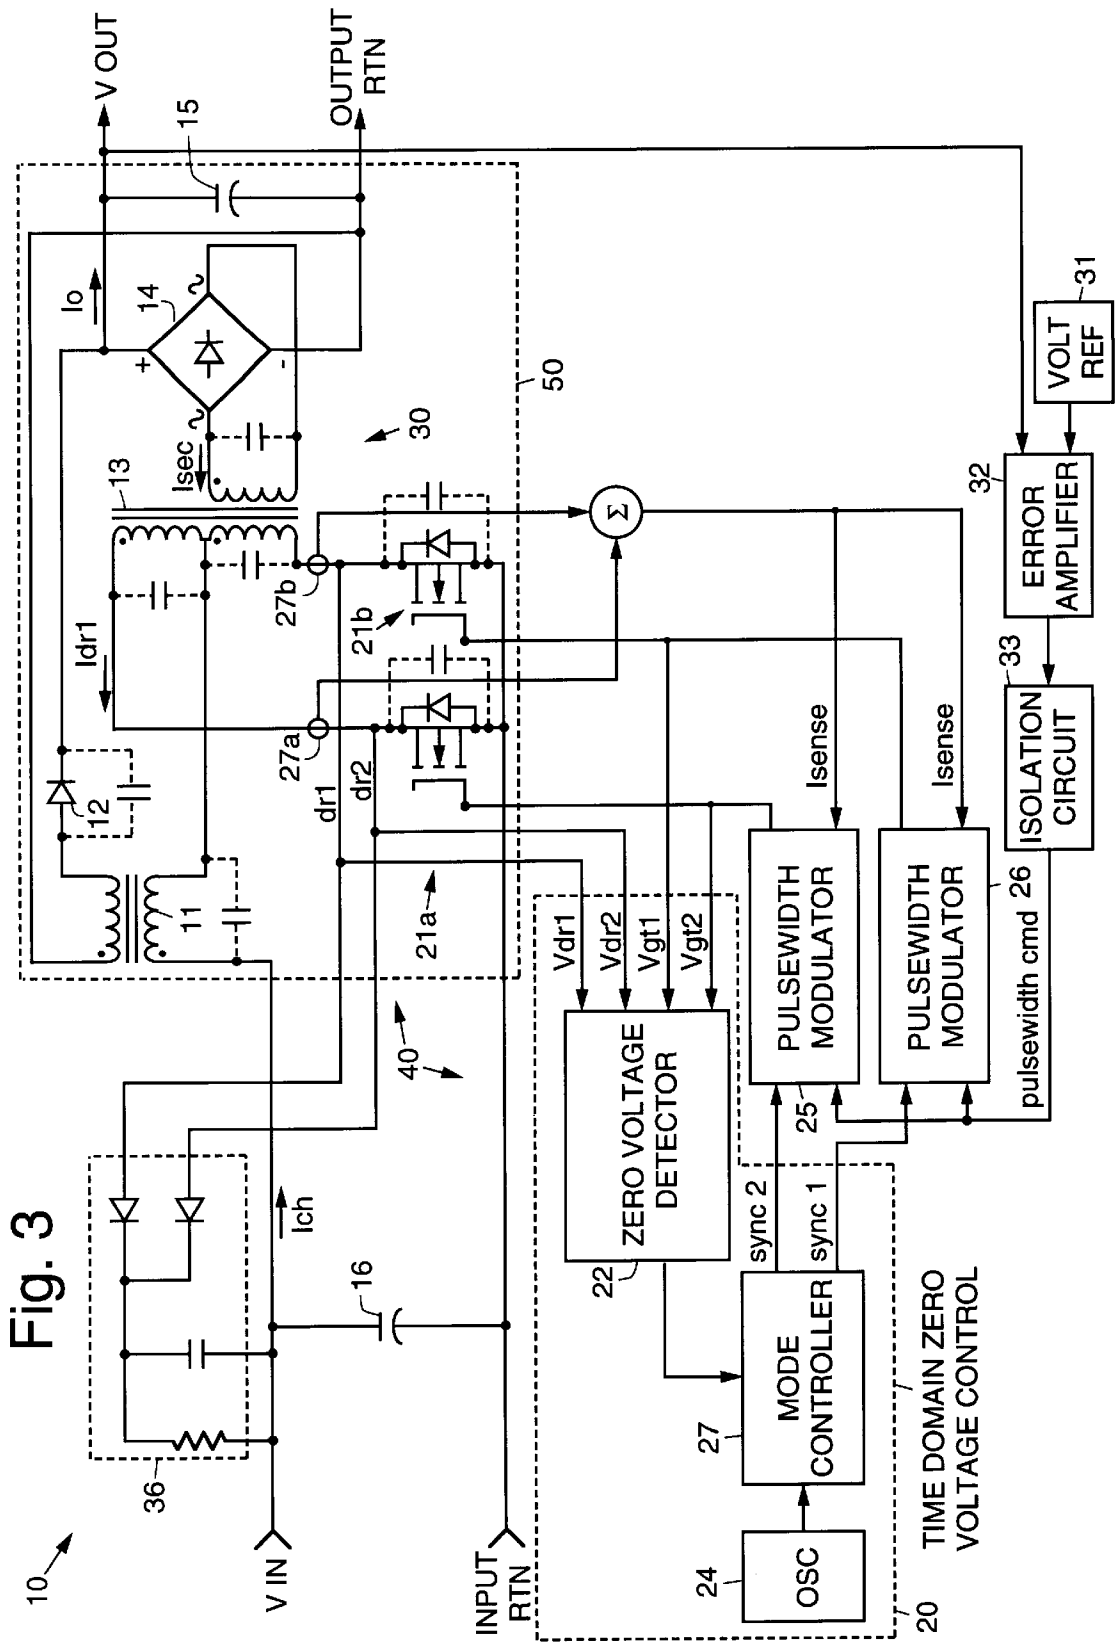 Fig. 3
10
36
V IN
INPUT
RTN
16
Ich
40
11
12
21a
dr1
dr2
27a
27b
21b
Idr1
13
Isec
30
50
14
Io
15
V OUT
OUTPUT
RTN
+
-
Σ
Vdr1
Vdr2
Vgt1
Vgt2
ZERO VOLTAGE
DETECTOR
22
OSC
24
MODE
CONTROLLER
27
sync 2
sync 1
PULSEWIDTH
MODULATOR
25
PULSEWIDTH
MODULATOR
26
Isense
Isense
pulsewidth cmd
ISOLATION
CIRCUIT
33
ERROR
AMPLIFIER
32
VOLT
REF
31
TIME DOMAIN ZERO
VOLTAGE CONTROL
20